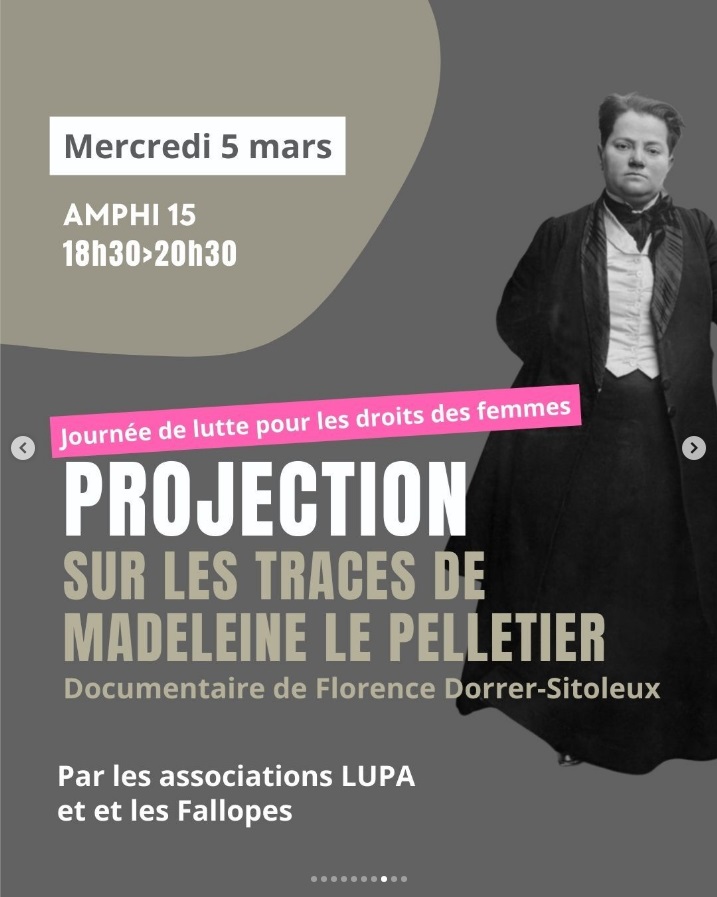 Mercredi 5 mars
AMPHI 15
18h30>20h30
Journée de lutte pour les droits des femmes
PROJECTION
SUR LES TRACES DE
MADELEINE LE PELLETIER
Documentaire de Florence Dorrer-Sitoleux
Par les associations LUPA
et et les Fallopes